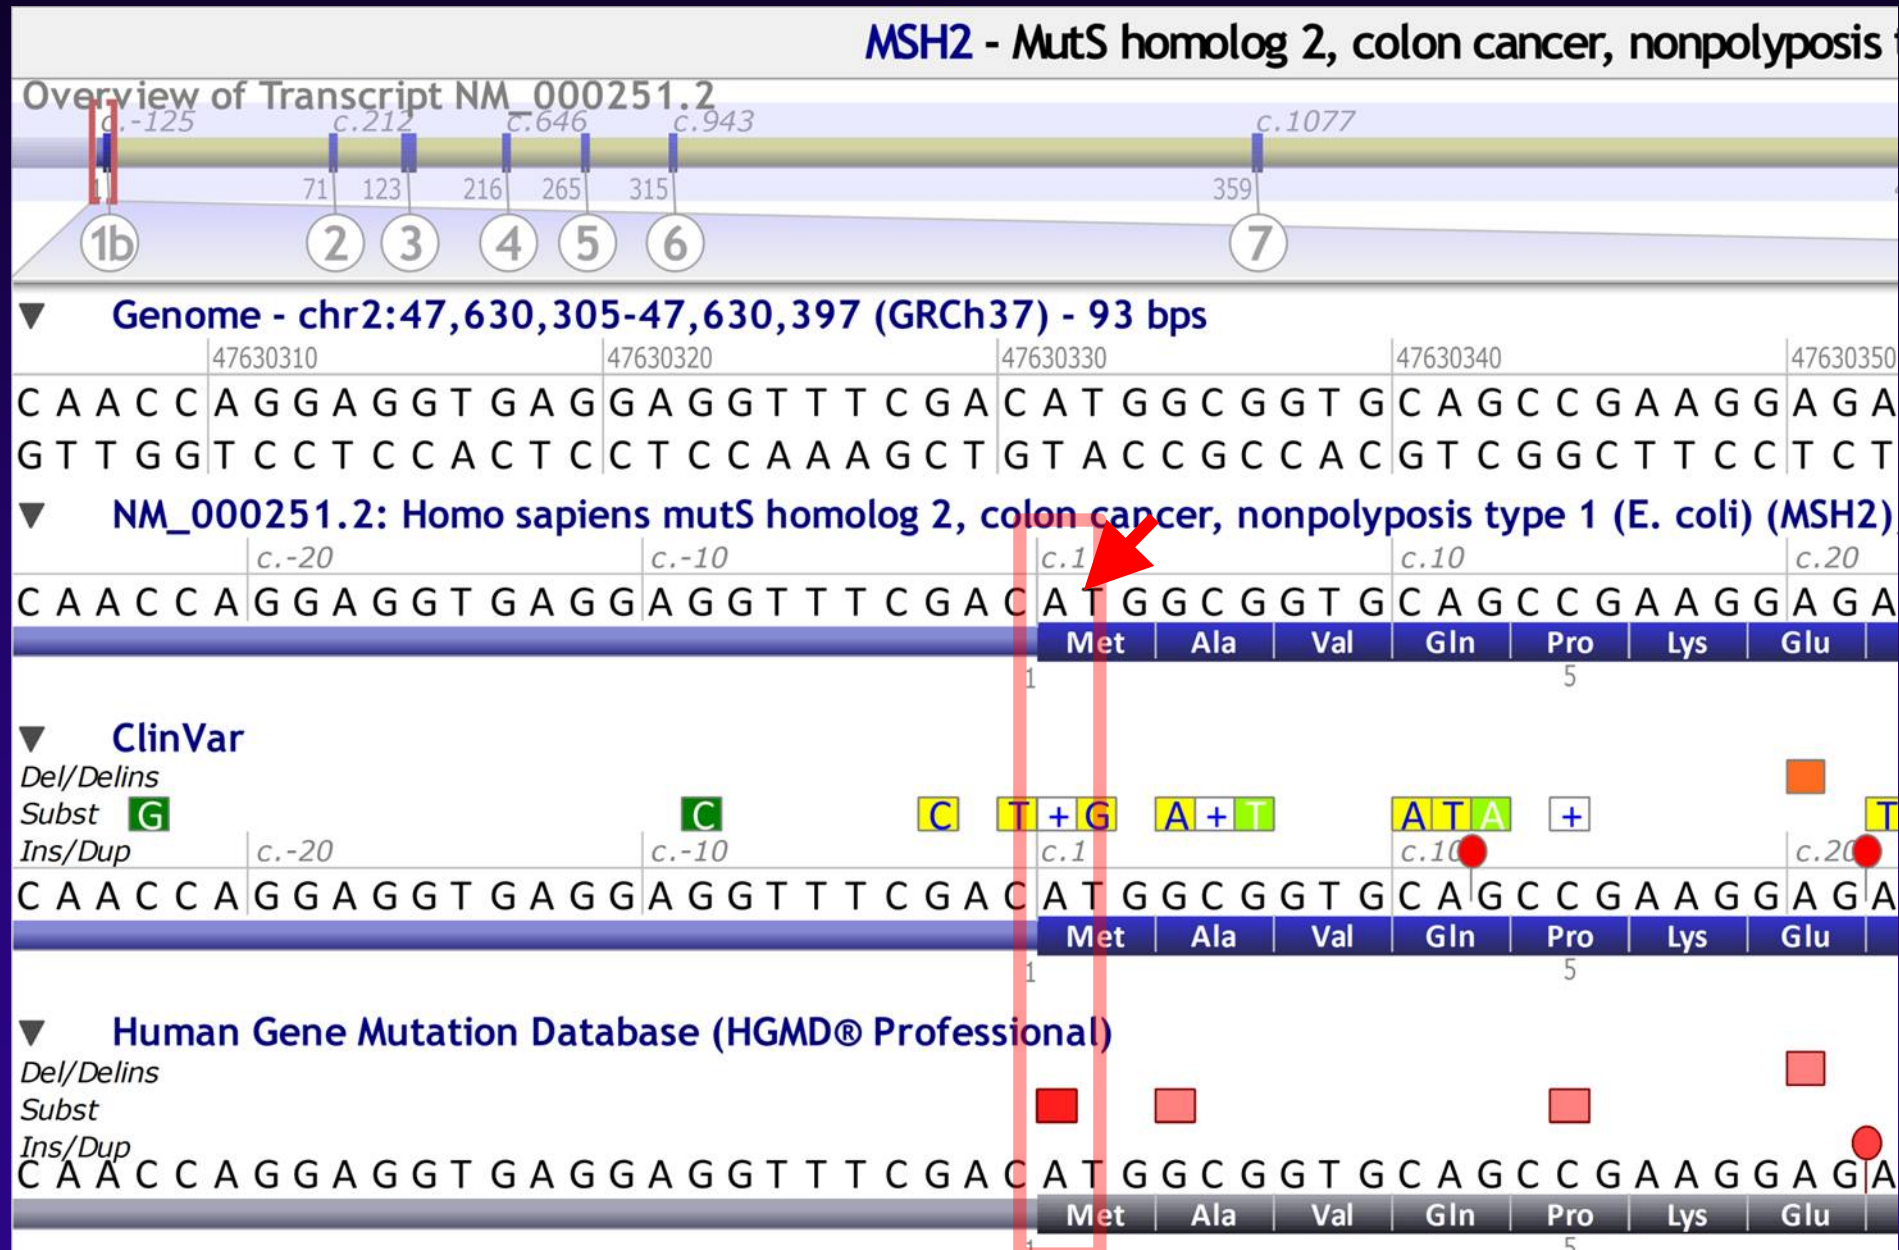 MSH2 - MutS homolog 2, colon cancer, nonpolyposis
Overview of Transcript NM_000251.2
c.-125 c.212 c.646 c.943 c.1077
1 71 123 216 265 315 359
1b 2 3 4 5 6 7
Genome - chr2:47,630,305-47,630,397 (GRCh37) - 93 bps
47630310 47630320 47630330 47630340 47630350
C A A C C A G G A G G T G A G G A G G T T T C G A C A T G G C G G T G C A G C C G A A G G A G A
G T T G G T C C T C C A C T C C T C C A A A G C T G T A C C G C C A C G T C G G C T T C C T C T
NM_000251.2: Homo sapiens mutS homolog 2, colon cancer, nonpolyposis type 1 (E. coli) (MSH2)
c.-20 c.-10 c.1 c.10 c.20
C A A C C A G G A G G T G A G G A G G T T T C G A C A T G G C G G T G C A G C C G A A G G A G A
Met Ala Val Gln Pro Lys Glu
1 5
ClinVar
Del/Delins
Subst G C C T + G A + T A T A + T
Ins/Dup c.-20 c.-10 c.1 c.10 c.20
C A A C C A G G A G G T G A G G A G G T T T C G A C A T G G C G G T G C A G C C G A A G G A G A
Met Ala Val Gln Pro Lys Glu
1 5
Human Gene Mutation Database (HGMD® Professional)
Del/Delins
Subst
Ins/Dup
C A A C C A G G A G G T G A G G A G G T T T C G A C A T G G C G G T G C A G C C G A A G G A G A
Met Ala Val Gln Pro Lys Glu
1 5